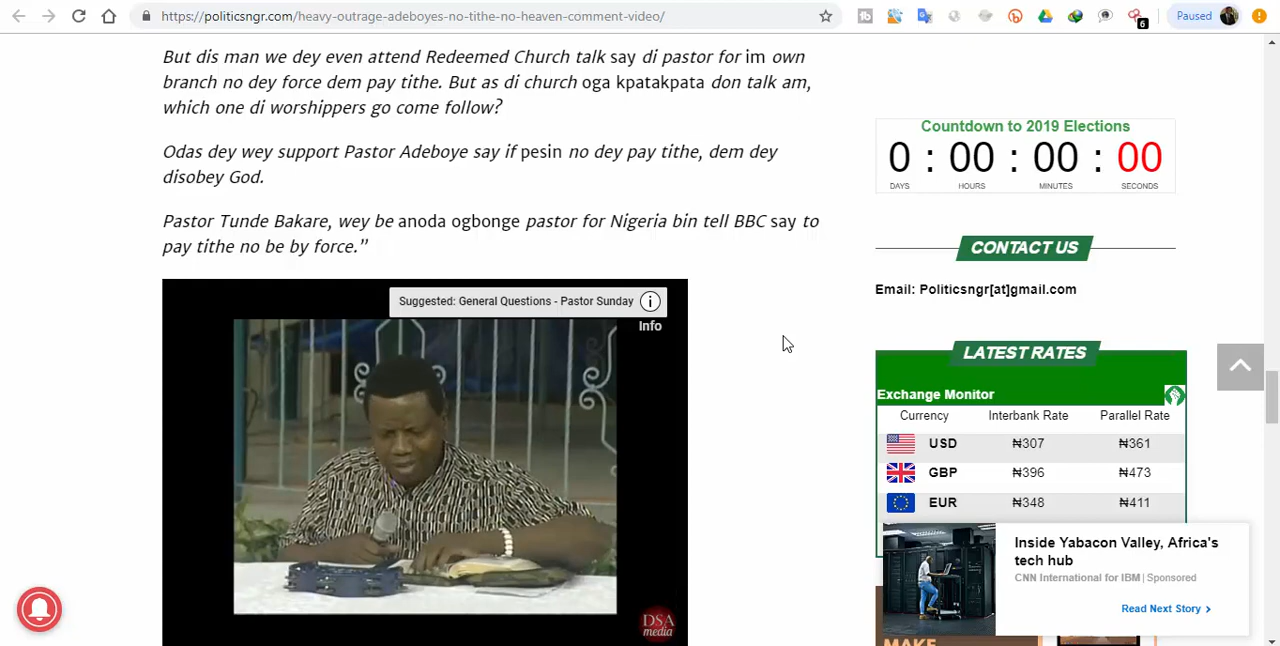 Paused
https://politicsngr.com/heavy-outrage-adeboyes-no-tithe-no-heaven-comment-video/
6
But dis man we dey even attend Redeemed Church talk say di pastor for im own
branch no dey force dem pay tithe. But as di church oga kpatakpata don talk am,
which one di worshippers go come follow?
Odas dey wey support Pastor Adeboye say if pesin no dey pay tithe, dem dey
disobey God.
Pastor Tunde Bakare, wey be anoda ogbonge pastor for Nigeria bin tell BBC say to
pay tithe no be by force.”
Suggested: General Questions - Pastor Sunday
Info
DSA
media
Countdown to 2019 Elections
0 : 00 : 00 : 00
DAYS HOURS MINUTES SECONDS
CONTACT US
Email: Politicsngr[at]gmail.com
LATEST RATES
Exchange Monitor
Currency Interbank Rate Parallel Rate
USD ₦307 ₦361
GBP ₦396 ₦473
EUR ₦348 ₦411
Inside Yabacon Valley, Africa's
tech hub
CNN International for IBM | Sponsored
Read Next Story
MAKE